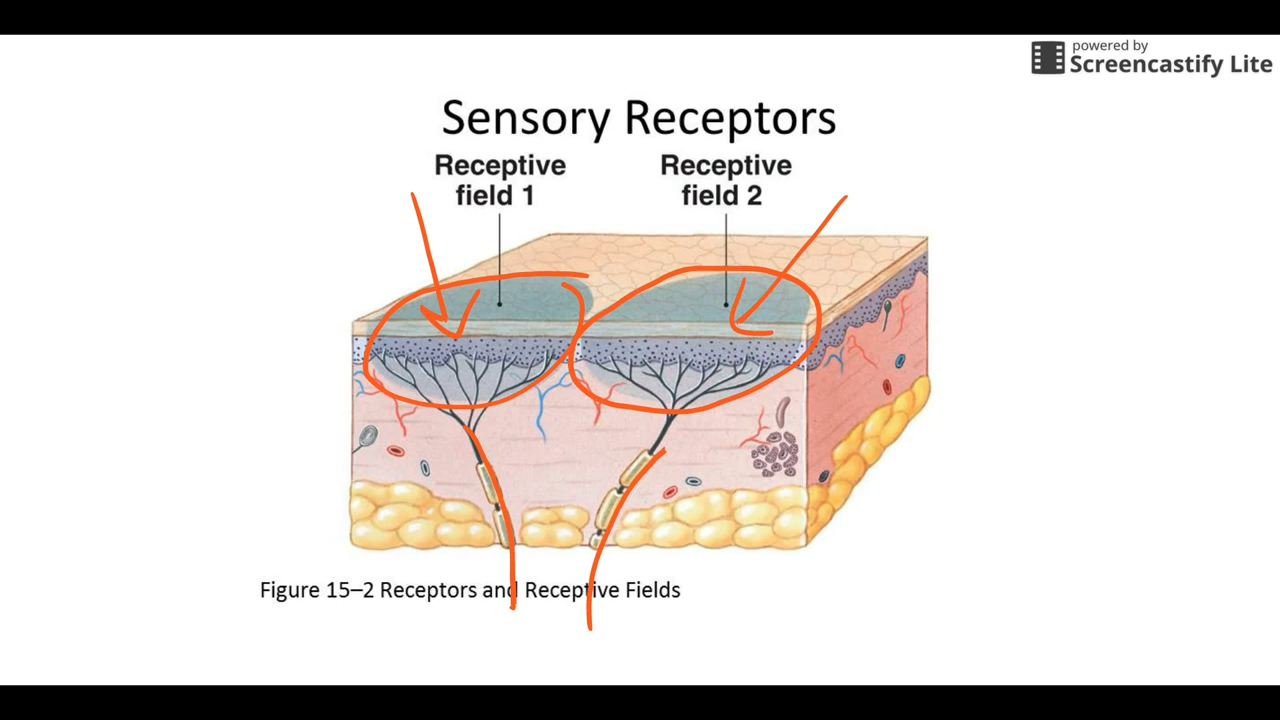 powered by
Screencastify Lite
Sensory Receptors
Receptive
field 1
Receptive
field 2
Figure 15–2 Receptors and Receptive Fields